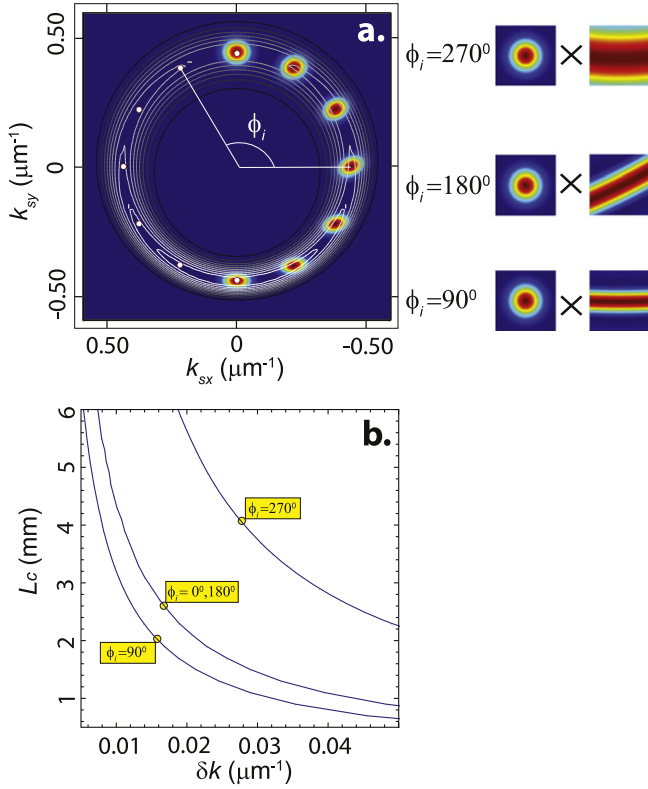 a.
0.50
0
-0.50
k_sy (μm⁻¹)
ϕ_i
0.50
0
-0.50
k_sx (μm⁻¹)
ϕ_i=270⁰
×
ϕ_i=180⁰
×
ϕ_i=90⁰
×
b.
6
5
4
3
2
1
L_c (mm)
ϕ_i=270⁰
ϕ_i=0⁰,180⁰
ϕ_i=90⁰
0.01
0.02
0.03
0.04
δk (μm⁻¹)